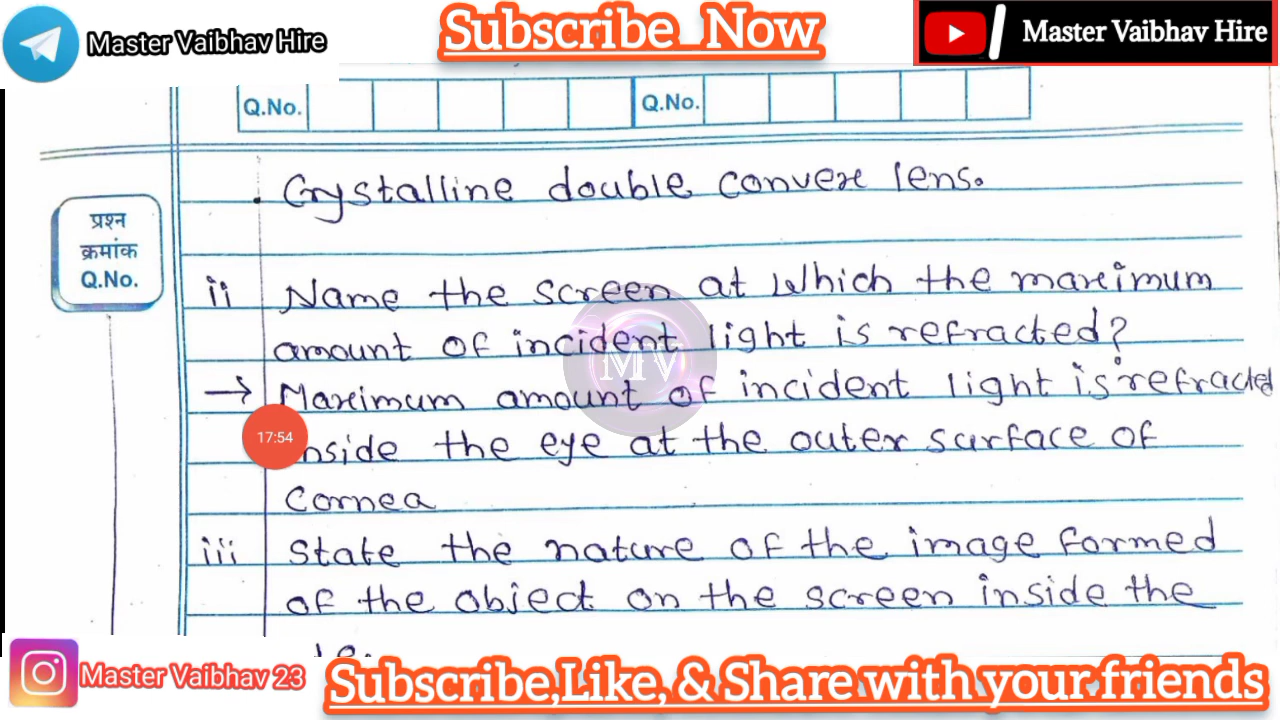 Master Vaibhav Hire
Subscribe Now
Master Vaibhav Hire
Q.No.
Q.No.
Crystalline double convex lens.
प्रश्न
क्रमांक
Q.No.
ii Name the screen at which the maximum
amount of incident light is refracted?
MV
→ Maximum amount of incident light is refracted
17:54
nside the eye at the outer surface of
Cornea
iii State the nature of the image formed
of the object on the screen inside the
Master Vaibhav 23
Subscribe,Like, & Share with your friends